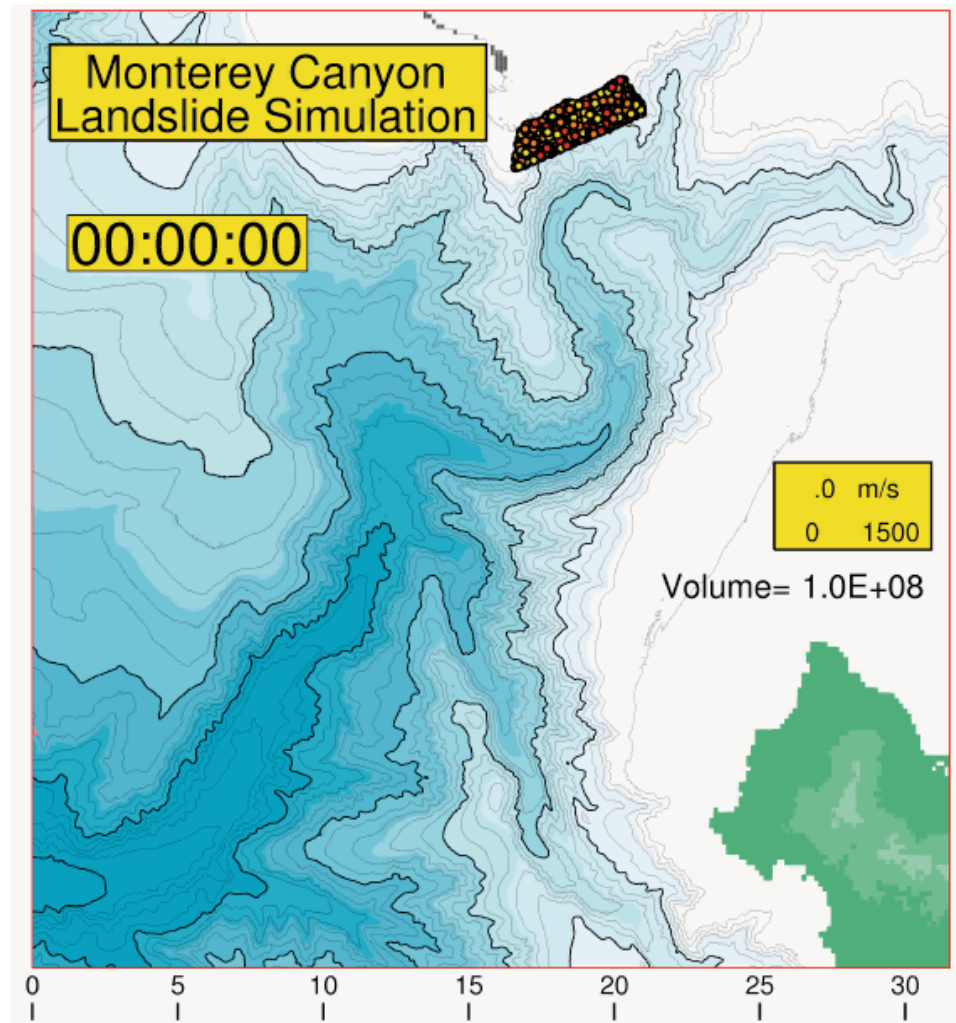 Monterey Canyon
Landslide Simulation
00:00:00
.0 m/s
0 1500
Volume= 1.0E+08
0 5 10 15 20 25 30